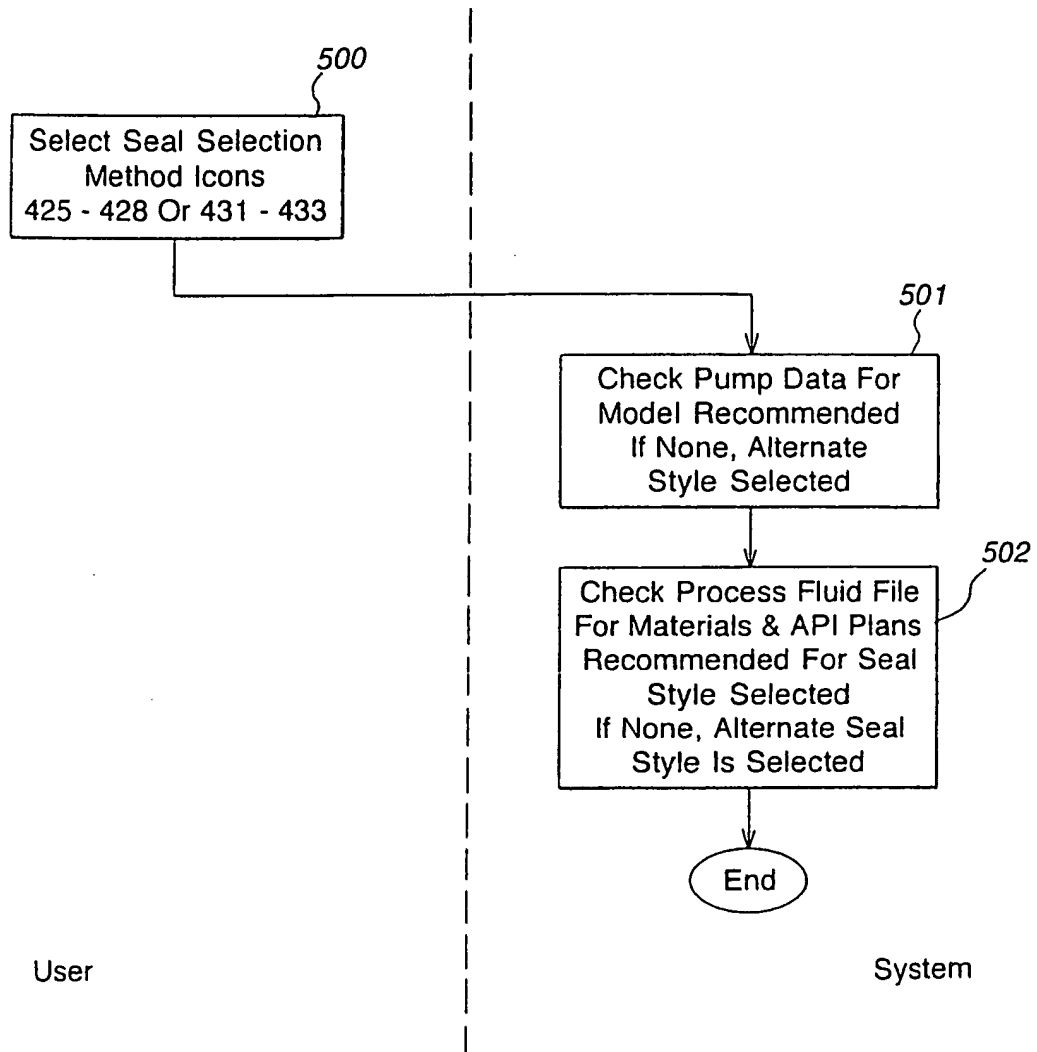 500
Select Seal Selection
Method Icons
425 - 428 Or 431 - 433
501
Check Pump Data For
Model Recommended
If None, Alternate
Style Selected
502
Check Process Fluid File
For Materials & API Plans
Recommended For Seal
Style Selected
If None, Alternate Seal
Style Is Selected
End
User
System